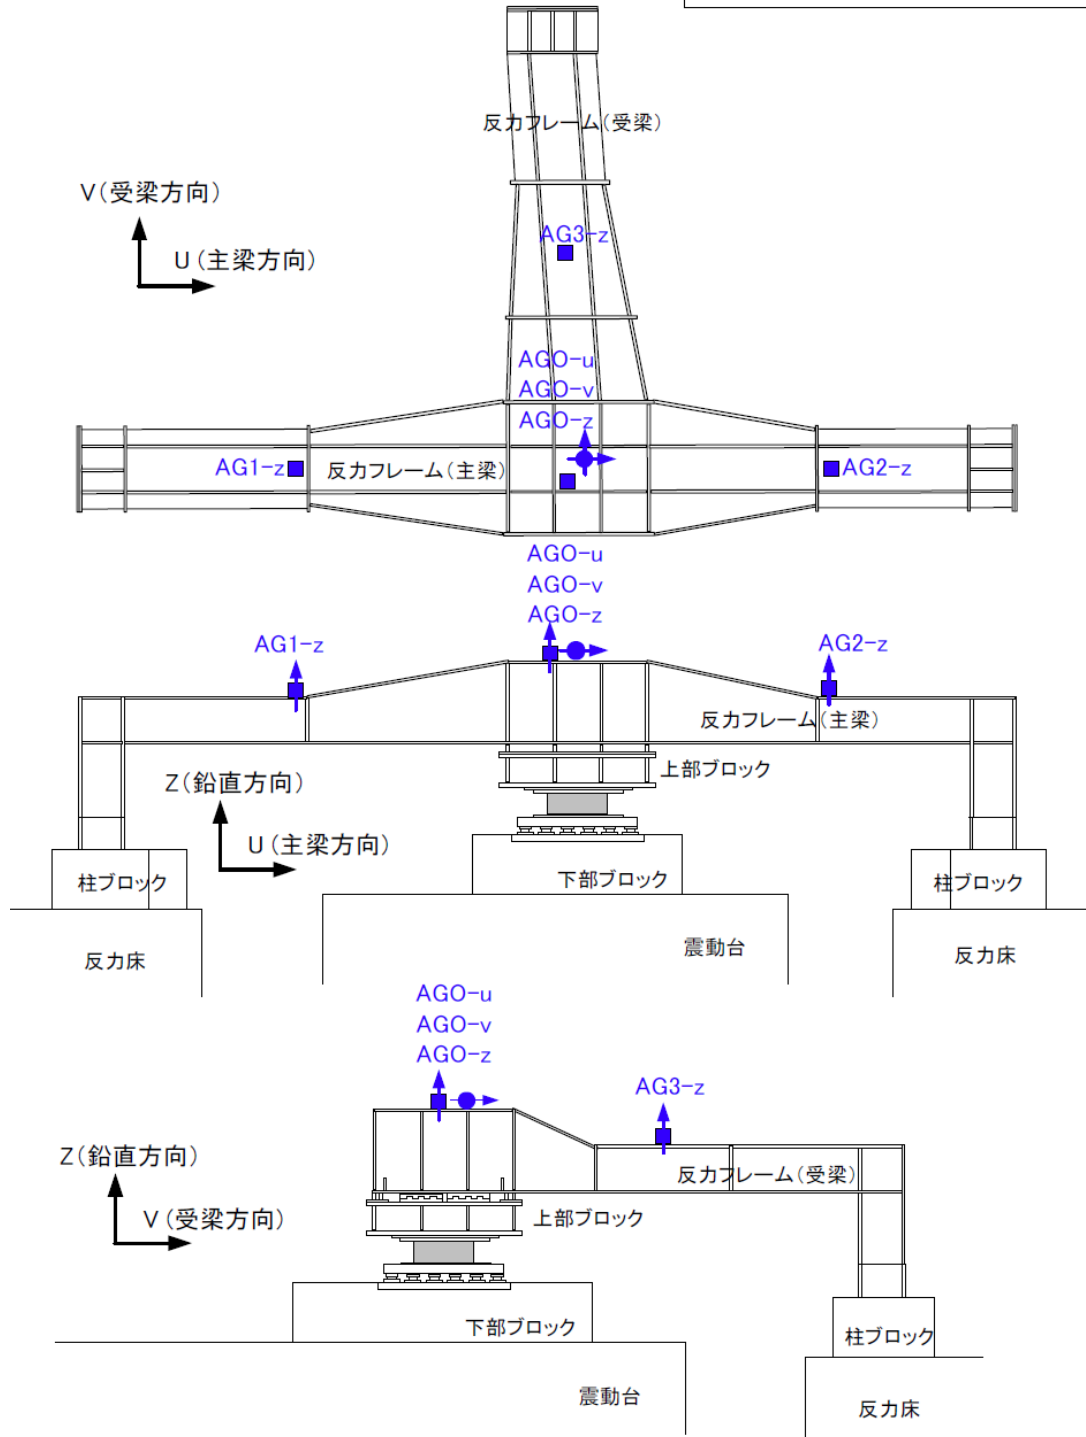 反力フレーム(受梁)
V(受梁方向)
AG3-z
U(主梁方向)
AGO-u
AGO-v
AGO-z
AG1-z
反力フレーム(主梁)
AG2-z
AGO-u
AGO-v
AGO-z
AG1-z
AG2-z
反力フレーム(主梁)
上部ブロック
Z(鉛直方向)
U(主梁方向)
柱ブロック
下部ブロック
柱ブロック
反力床
震動台
反力床
AGO-u
AGO-v
AGO-z
AG3-z
Z(鉛直方向)
反力フレーム(受梁)
V(受梁方向)
上部ブロック
下部ブロック
柱ブロック
震動台
反力床